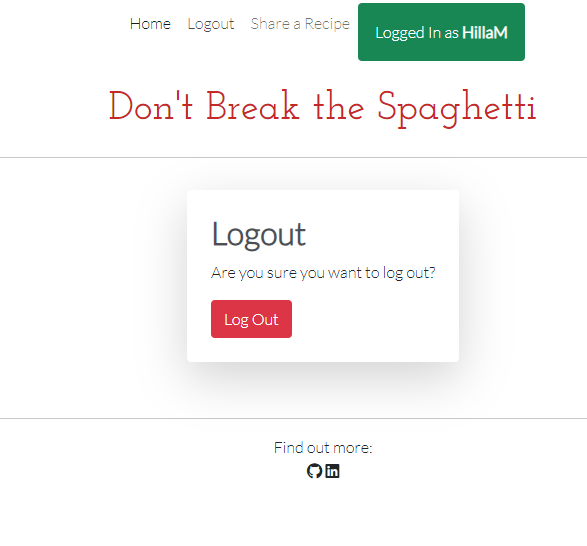 Home Logout Share a Recipe Logged In as HillaM
Don't Break the Spaghetti
Logout
Are you sure you want to log out?
Log Out
Find out more: